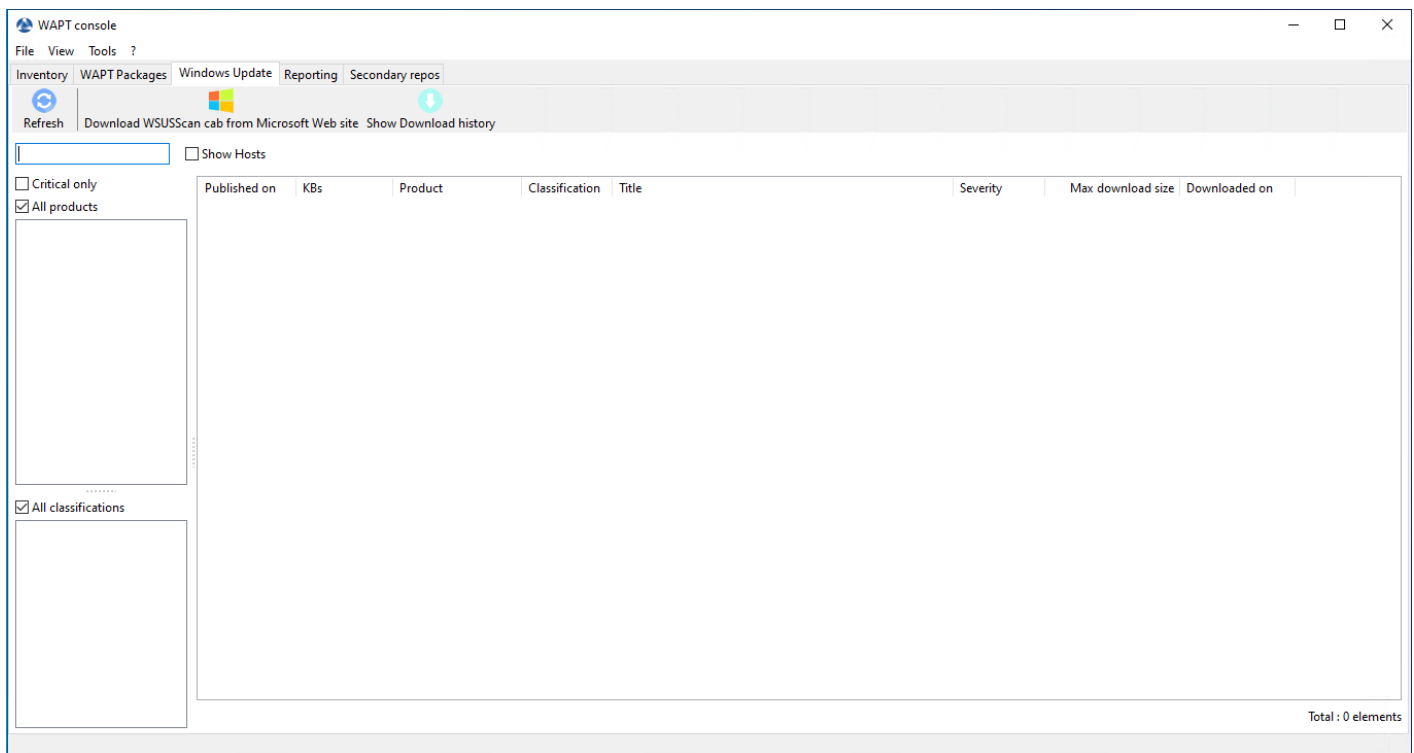 WAPT console
File View Tools ?
Inventory WAPT Packages Windows Update Reporting Secondary repos
Refresh Download WSUSScan cab from Microsoft Web site Show Download history
Show Hosts
Critical only
All products
Published on KBs Product Classification Title Severity Max download size Downloaded on
All classifications
Total : 0 elements